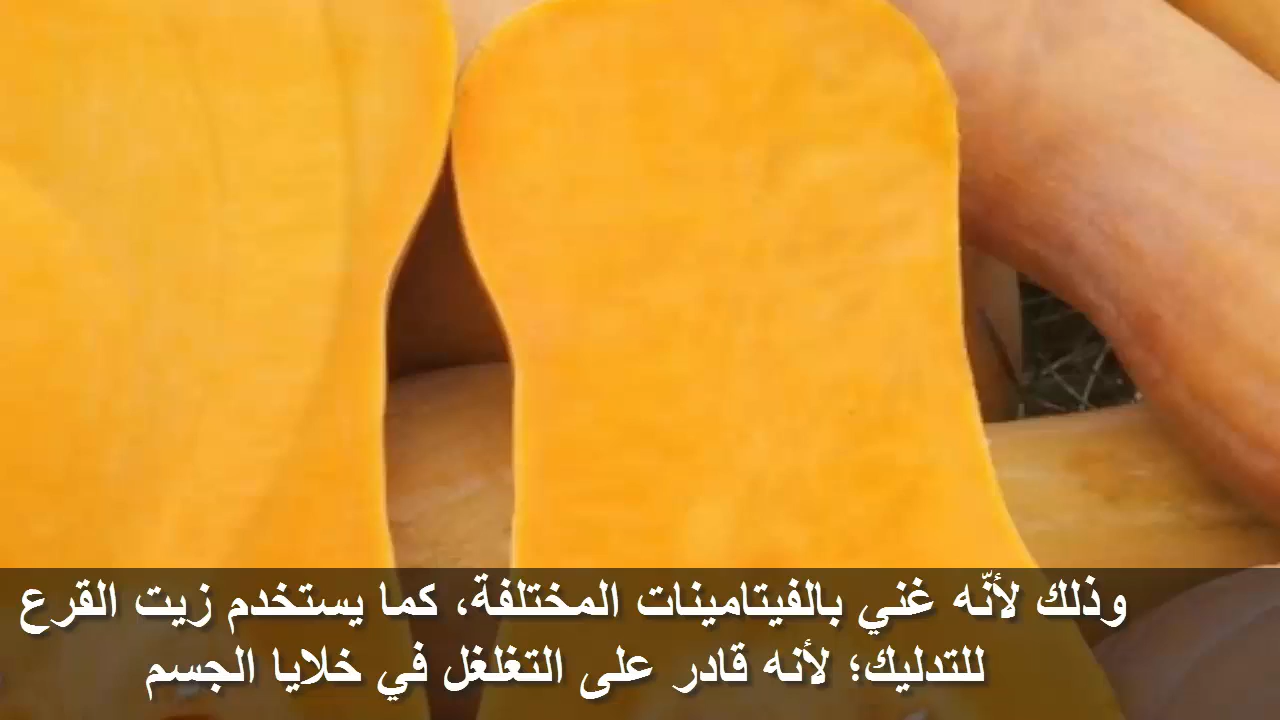 وذلك لأنّه غني بالفيتامينات المختلفة، كما يستخدم زيت القرع
للتدليك؛ لأنه قادر على التغلغل في خلايا الجسم